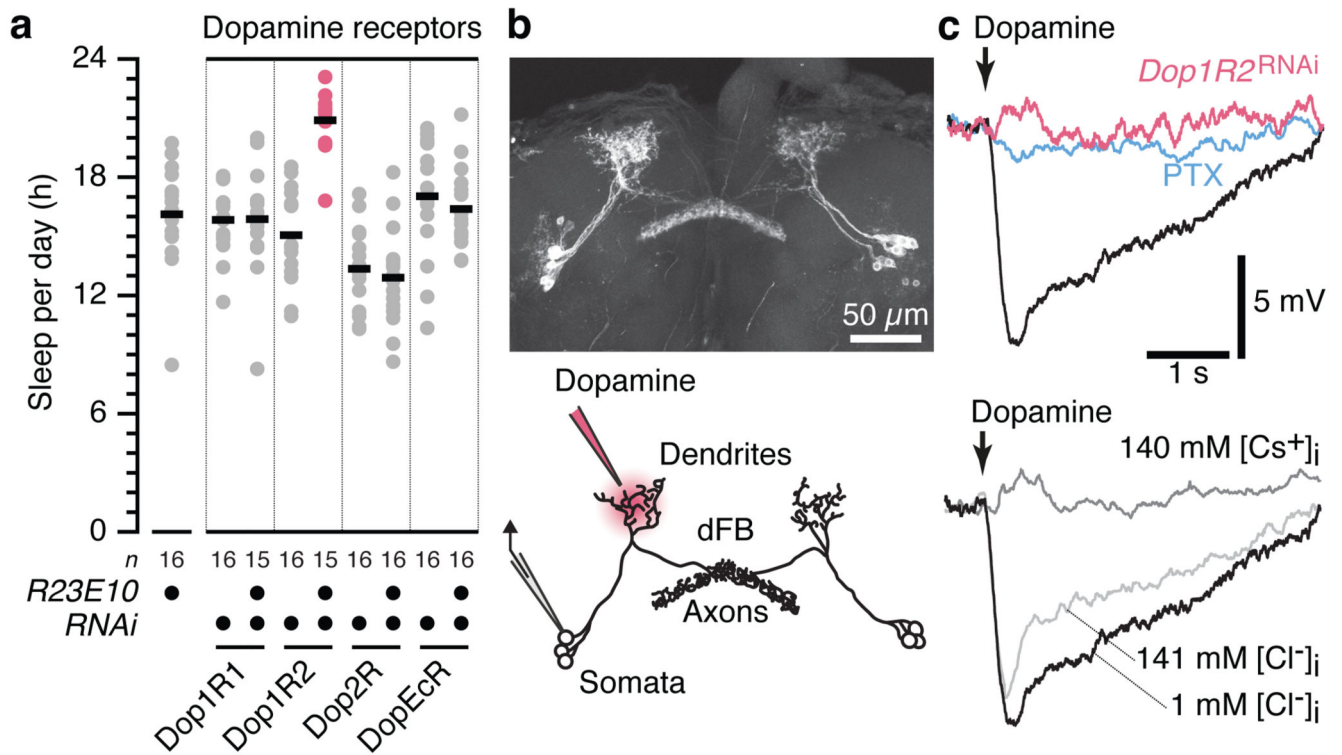 a
Dopamine receptors
Sleep per day (h)
24
18
12
6
0
n 16 16 15 16 15 16 16 16 16
R23E10
RNAi
Dop1R1
Dop1R2
Dop2R
DopEcR
b
50 µm
Dopamine
Dendrites
dFB
Axons
Somata
c
Dopamine
Dop1R2RNAi
PTX
5 mV
1 s
Dopamine
140 mM [Cs+]i
141 mM [Cl-]i
1 mM [Cl-]i